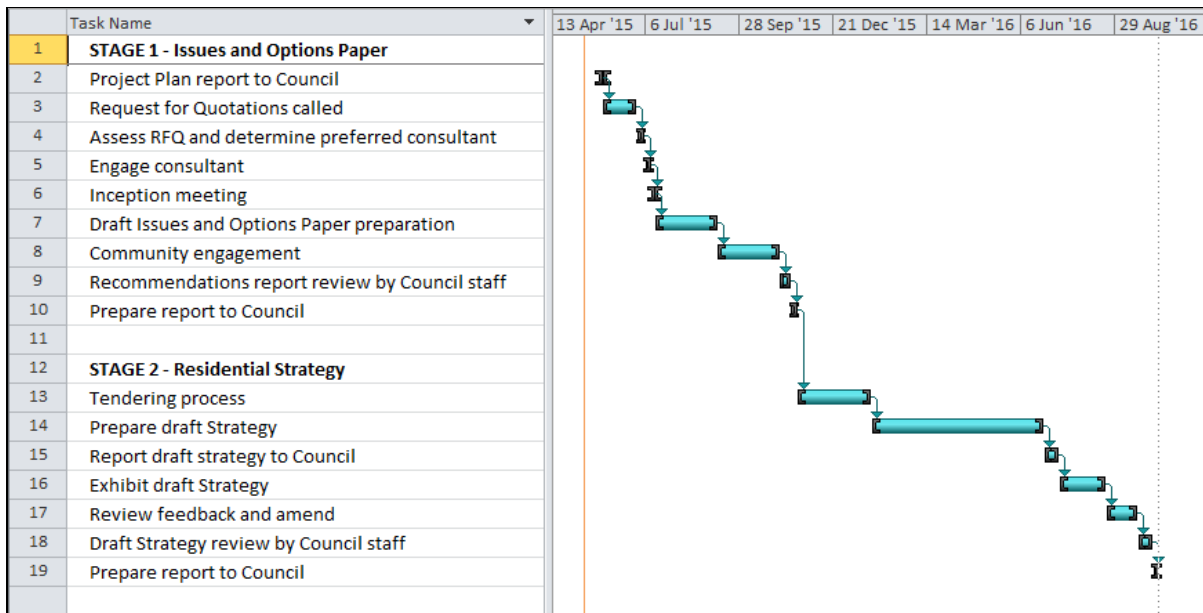 Task Name 13 Apr '15 6 Jul '15 28 Sep '15 21 Dec '15 14 Mar '16 6 Jun '16 29 Aug '16
1 STAGE 1 - Issues and Options Paper
2 Project Plan report to Council
3 Request for Quotations called
4 Assess RFQ and determine preferred consultant
5 Engage consultant
6 Inception meeting
7 Draft Issues and Options Paper preparation
8 Community engagement
9 Recommendations report review by Council staff
10 Prepare report to Council
11
12 STAGE 2 - Residential Strategy
13 Tendering process
14 Prepare draft Strategy
15 Report draft strategy to Council
16 Exhibit draft Strategy
17 Review feedback and amend
18 Draft Strategy review by Council staff
19 Prepare report to Council